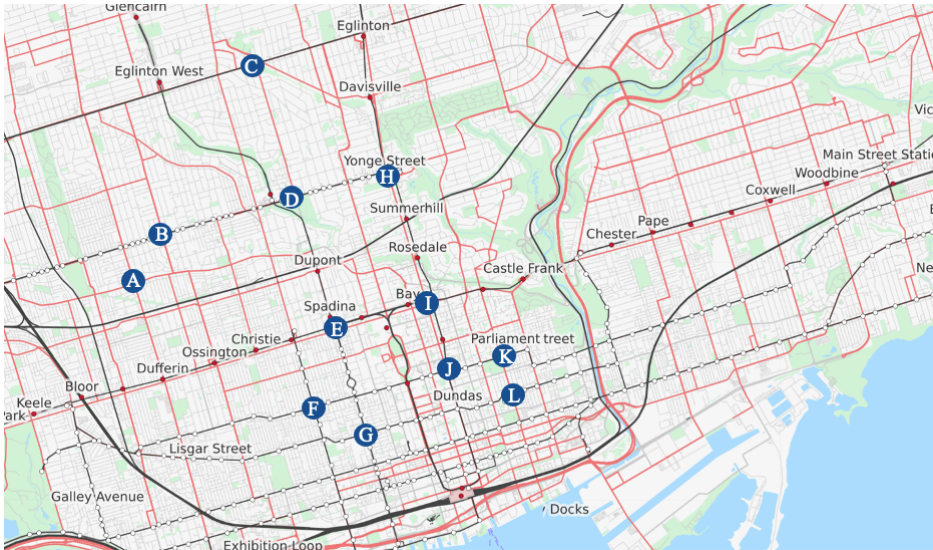 Glencairn
Eglinton
C
Eglinton West
Davisville
Vic
Yonge Street
Main Street Stati
H
Woodbine
D
Coxwell
Summerhill
Pape
B
Chester
Rosedale
Dupont
Castle Frank
Ne
A
Bay
I
Spadina
E
Christie
Parliament treet
Ossington
K
Dufferin
J
Bloor
Dundas
L
Keele
Park
F
G
Lisgar Street
Galley Avenue
Docks
Exhibition Loop